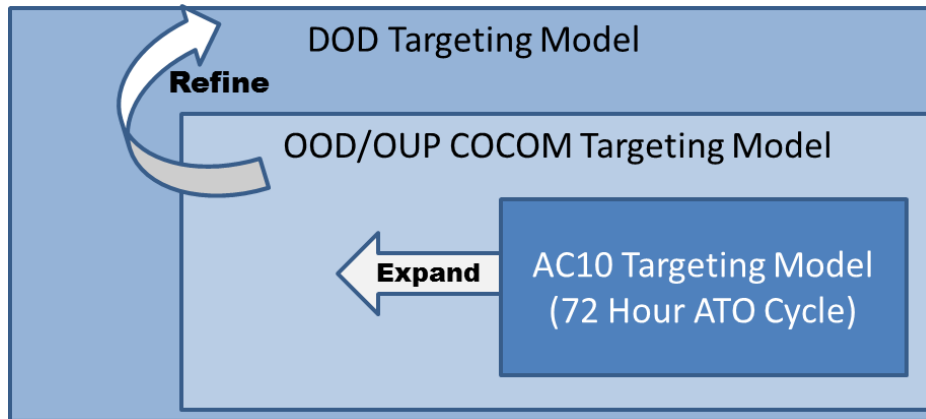 DOD Targeting Model
Refine
OOD/OUP COCOM Targeting Model
Expand
AC10 Targeting Model
(72 Hour ATO Cycle)